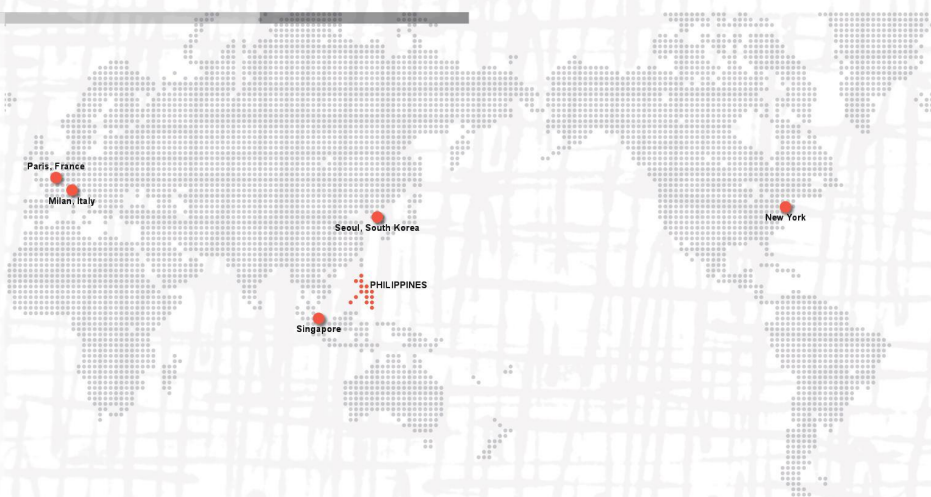 Paris, France
Milan, Italy
New York
Seoul, South Korea
PHILIPPINES
Singapore